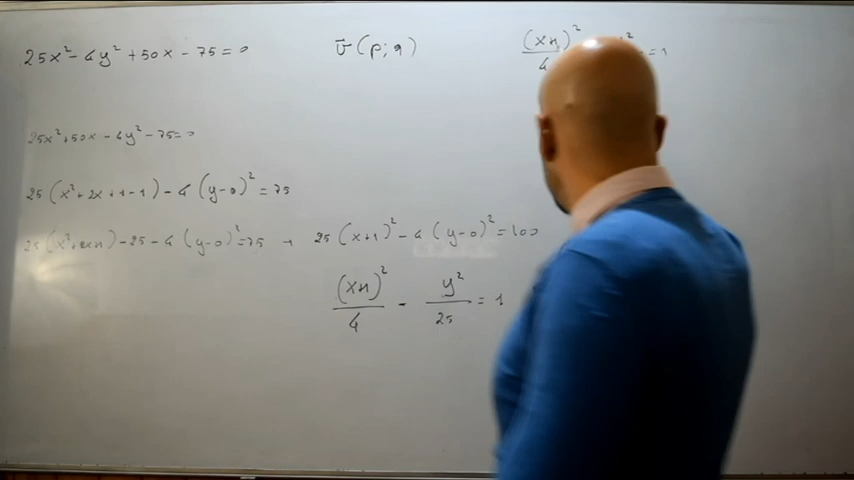 25x² - 4y² + 50x - 75 = 0
v⃗ (p; q)
(x+1)²
4
= 1
25x² + 50x - 4y² - 75 = 0
25 (x² + 2x + 1 - 1) - 4 (y - 0)² = 75
25 (x² + 2x + 1) - 25 - 4 (y - 0)² = 75 → 25 (x + 1)² - 4 (y - 0)² = 100
(x+1)²/4 - y²/25 = 1